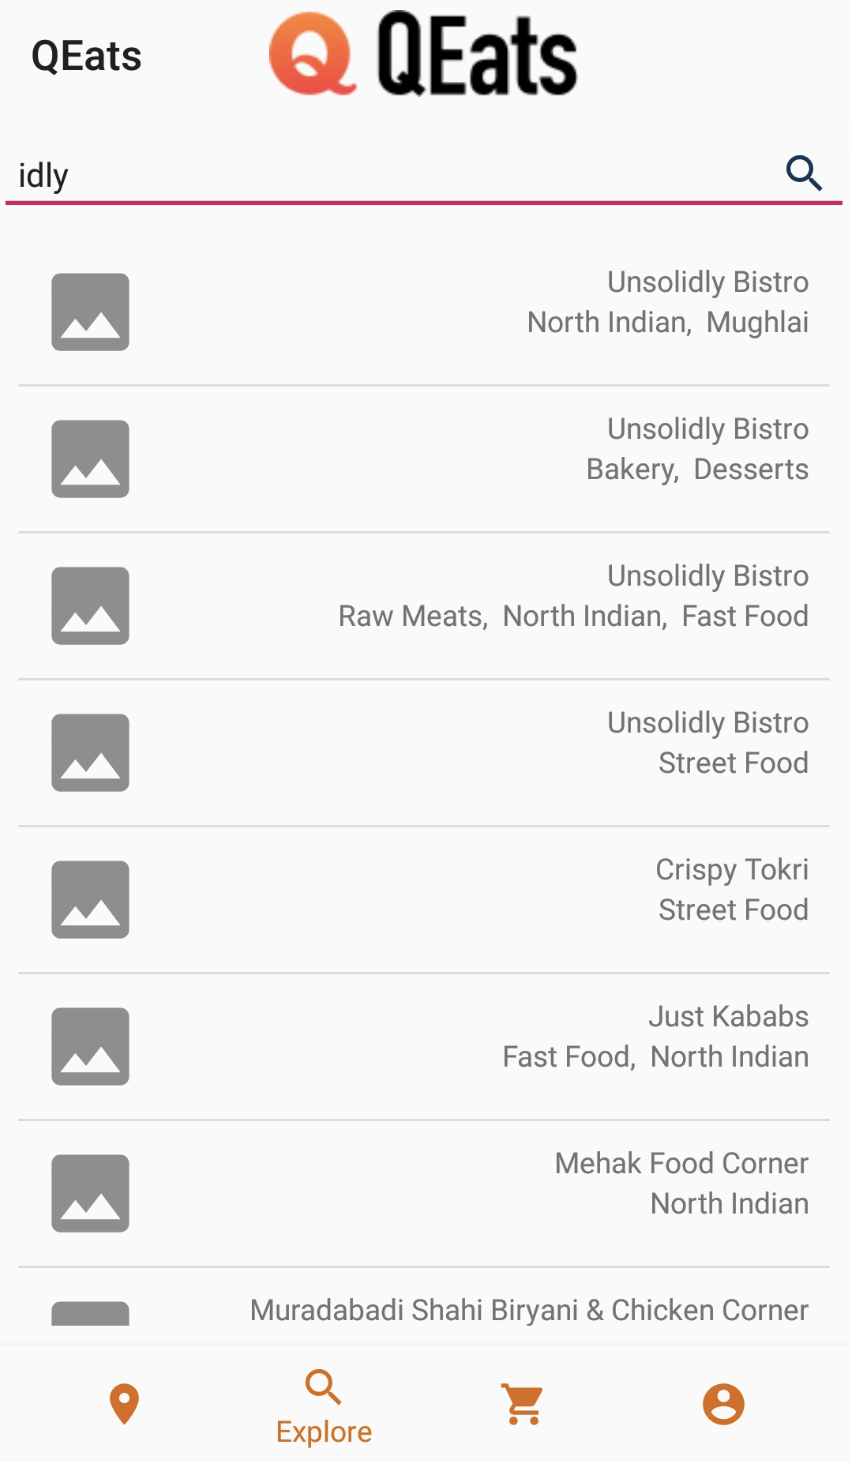 QEats
QEats
idly
Unsolidly Bistro
North Indian,  Mughlai
Unsolidly Bistro
Bakery,  Desserts
Unsolidly Bistro
Raw Meats,  North Indian,  Fast Food
Unsolidly Bistro
Street Food
Crispy Tokri
Street Food
Just Kababs
Fast Food,  North Indian
Mehak Food Corner
North Indian
Muradabadi Shahi Biryani & Chicken Corner
Explore